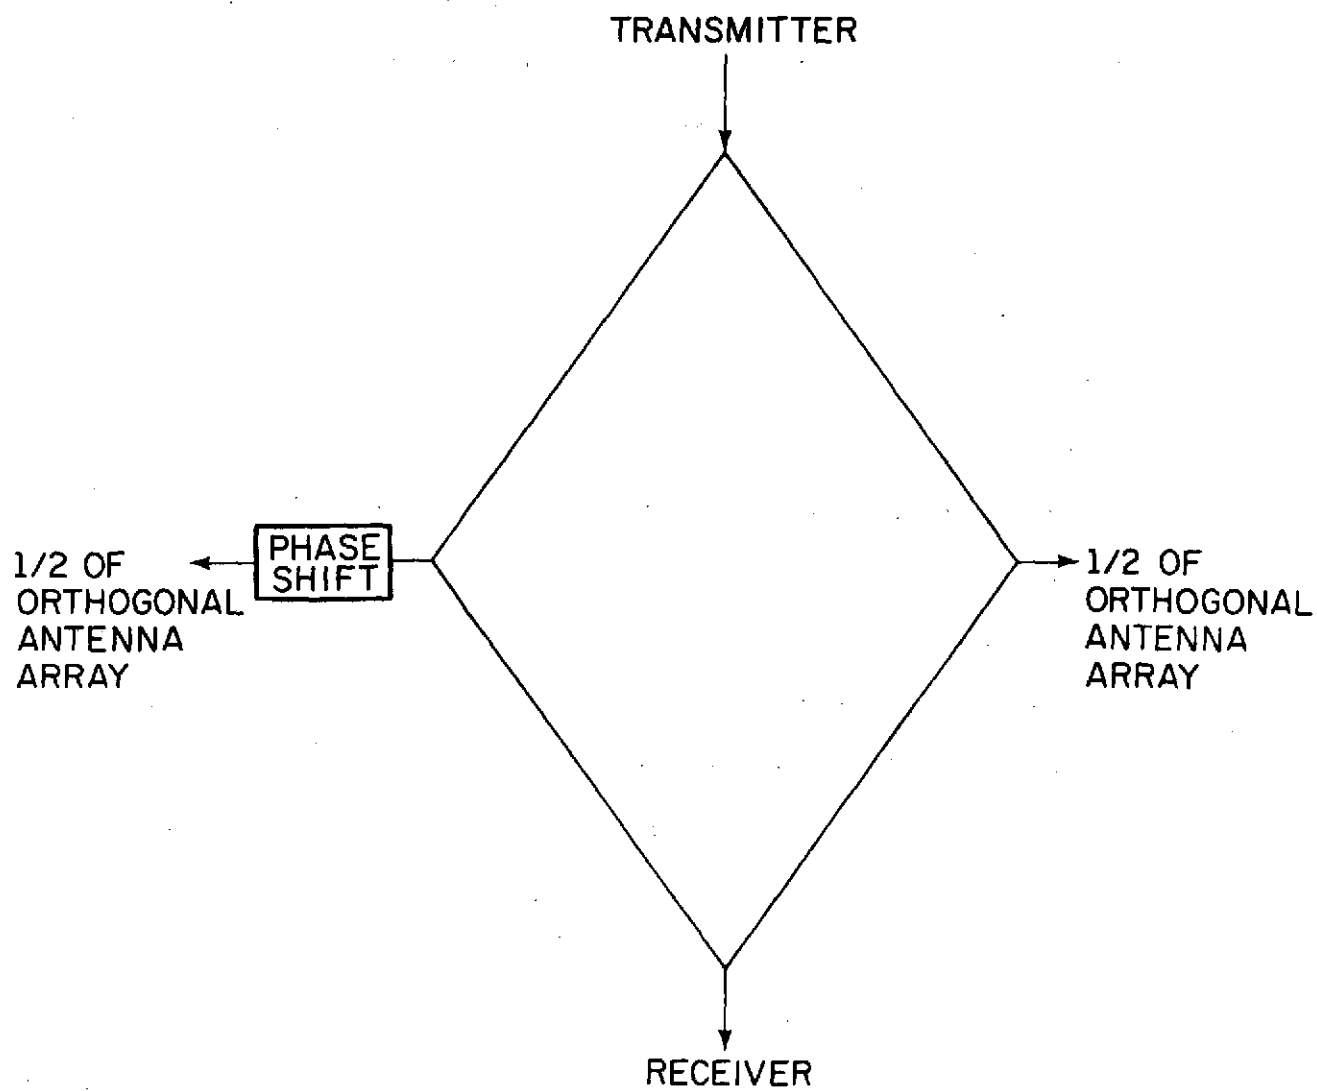 TRANSMITTER
PHASE
SHIFT
1/2 OF
ORTHOGONAL
ANTENNA
ARRAY
1/2 OF
ORTHOGONAL
ANTENNA
ARRAY
RECEIVER